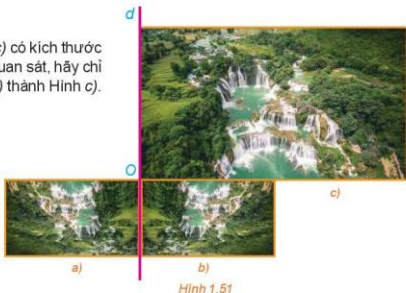 d
c) có kích thước
uan sát, hãy chỉ
) thành Hình c).
O
c)
a)
b)
Hình 1.51